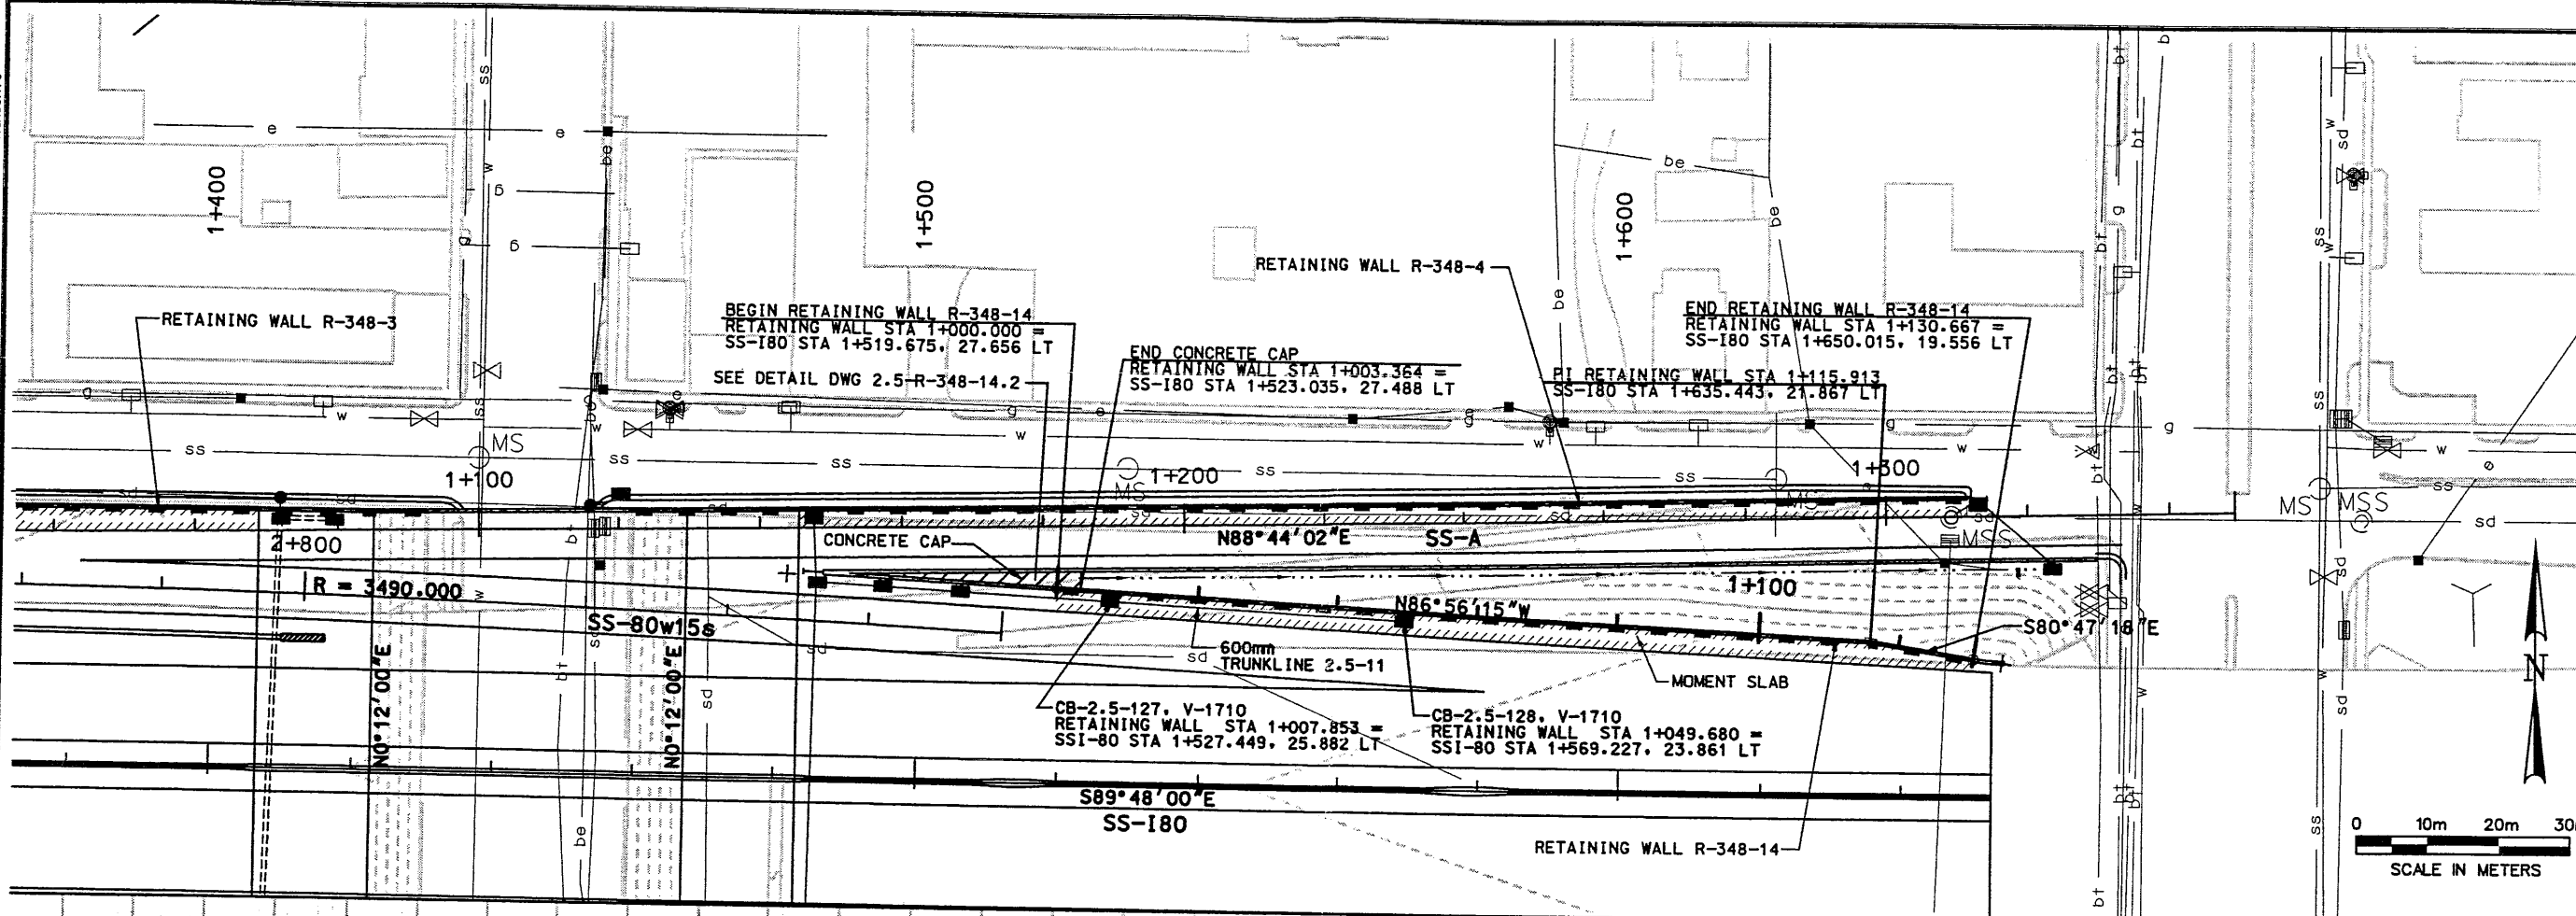 1+400
1+500
1+600
RETAINING WALL R-348-3
RETAINING WALL R-348-4
BEGIN RETAINING WALL R-348-14
RETAINING WALL STA 1+000.000 =
SS-I80 STA 1+519.675, 27.656 LT
SEE DETAIL DWG 2.5-R-348-14.2
END CONCRETE CAP
RETAINING WALL STA 1+003.364 =
SS-I80 STA 1+523.035, 27.488 LT
PI RETAINING WALL STA 1+115.913
SS-I80 STA 1+635.443, 21.867 LT
END RETAINING WALL R-348-14
RETAINING WALL STA 1+130.667 =
SS-I80 STA 1+650.015, 19.556 LT
MS
1+100
MS
1+200
MS
1+300
MS
MSS
MSS
1+800
CONCRETE CAP
N88°44'02"E
SS-A
R = 3490.000
SS-80w15s
N86°56'15"W
1+100
S80°47'18"E
600mm
TRUNKLINE 2.5-11
MOMENT SLAB
N0°12'00"E
N0°12'00"E
CB-2.5-127, V-1710
RETAINING WALL STA 1+007.853 =
SSI-80 STA 1+527.449, 25.882 LT
CB-2.5-128, V-1710
RETAINING WALL STA 1+049.680 =
SSI-80 STA 1+569.227, 23.861 LT
S89°48'00"E
SS-I80
RETAINING WALL R-348-14
N
0 10m 20m
SCALE IN METERS